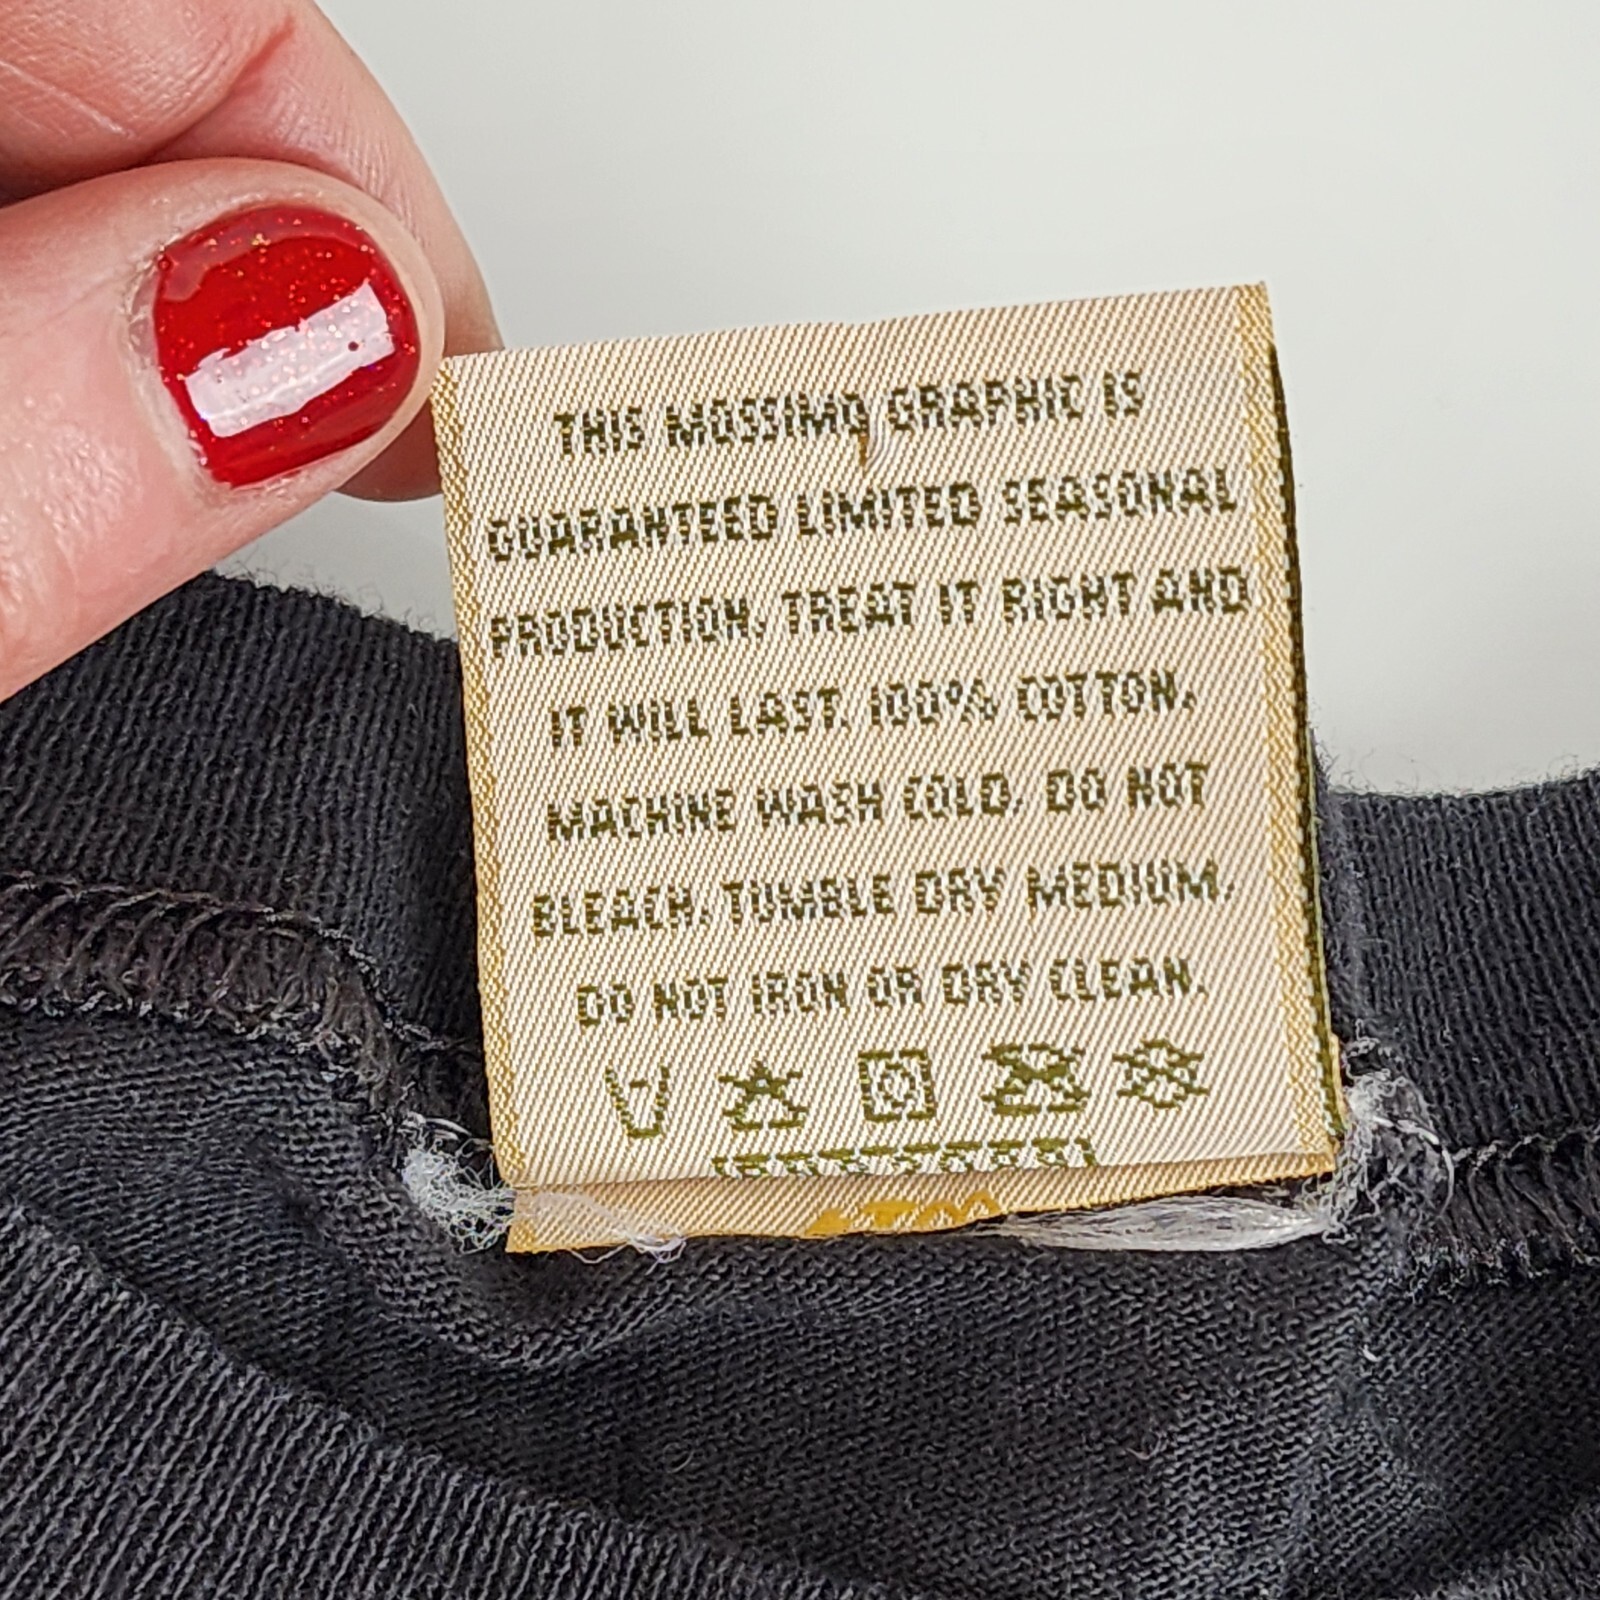 THIS MOSSIMO GRAPHIC IS
GUARANTEED LIMITED SEASONAL
PRODUCTION. TREAT IT RIGHT AND
IT WILL LAST. 100% COTTON.
MACHINE WASH COLD. DO NOT
BLEACH. TUMBLE DRY MEDIUM.
DO NOT IRON OR DRY CLEAN.